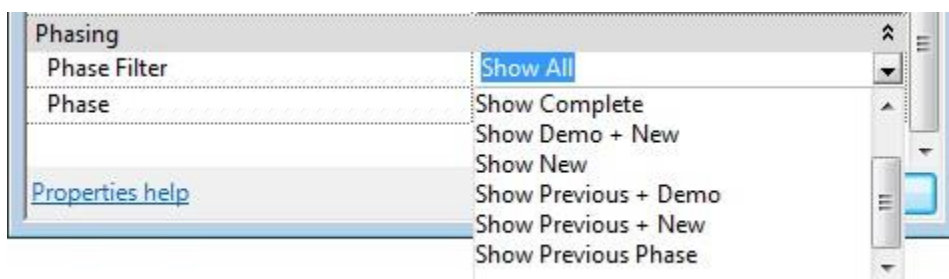 Phasing
Phase Filter Show All
Phase Show Complete
Show Demo + New
Show New
Show Previous + Demo
Properties help
Show Previous + New
Show Previous Phase